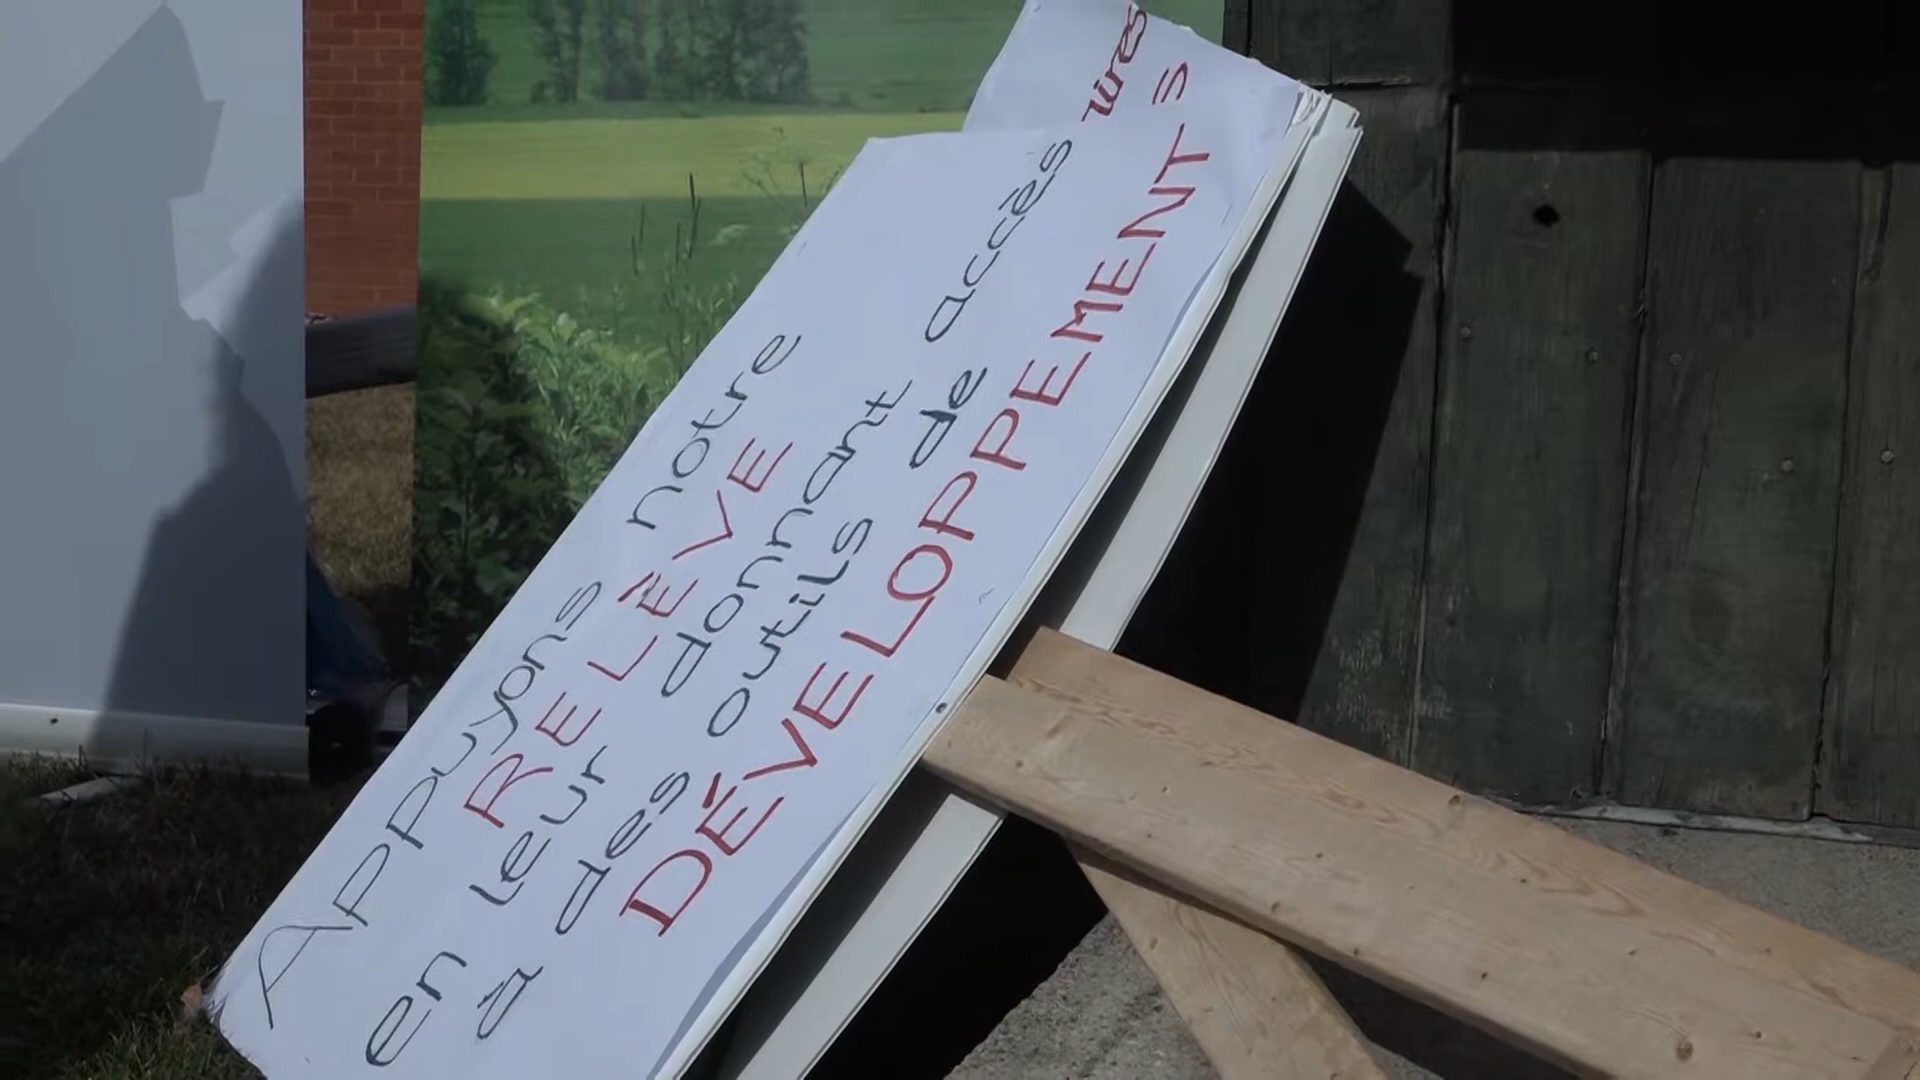 Appuyons notre
RELÈVE
en leur donnant accès
à des outils de
DÉVELOPPEMENTS